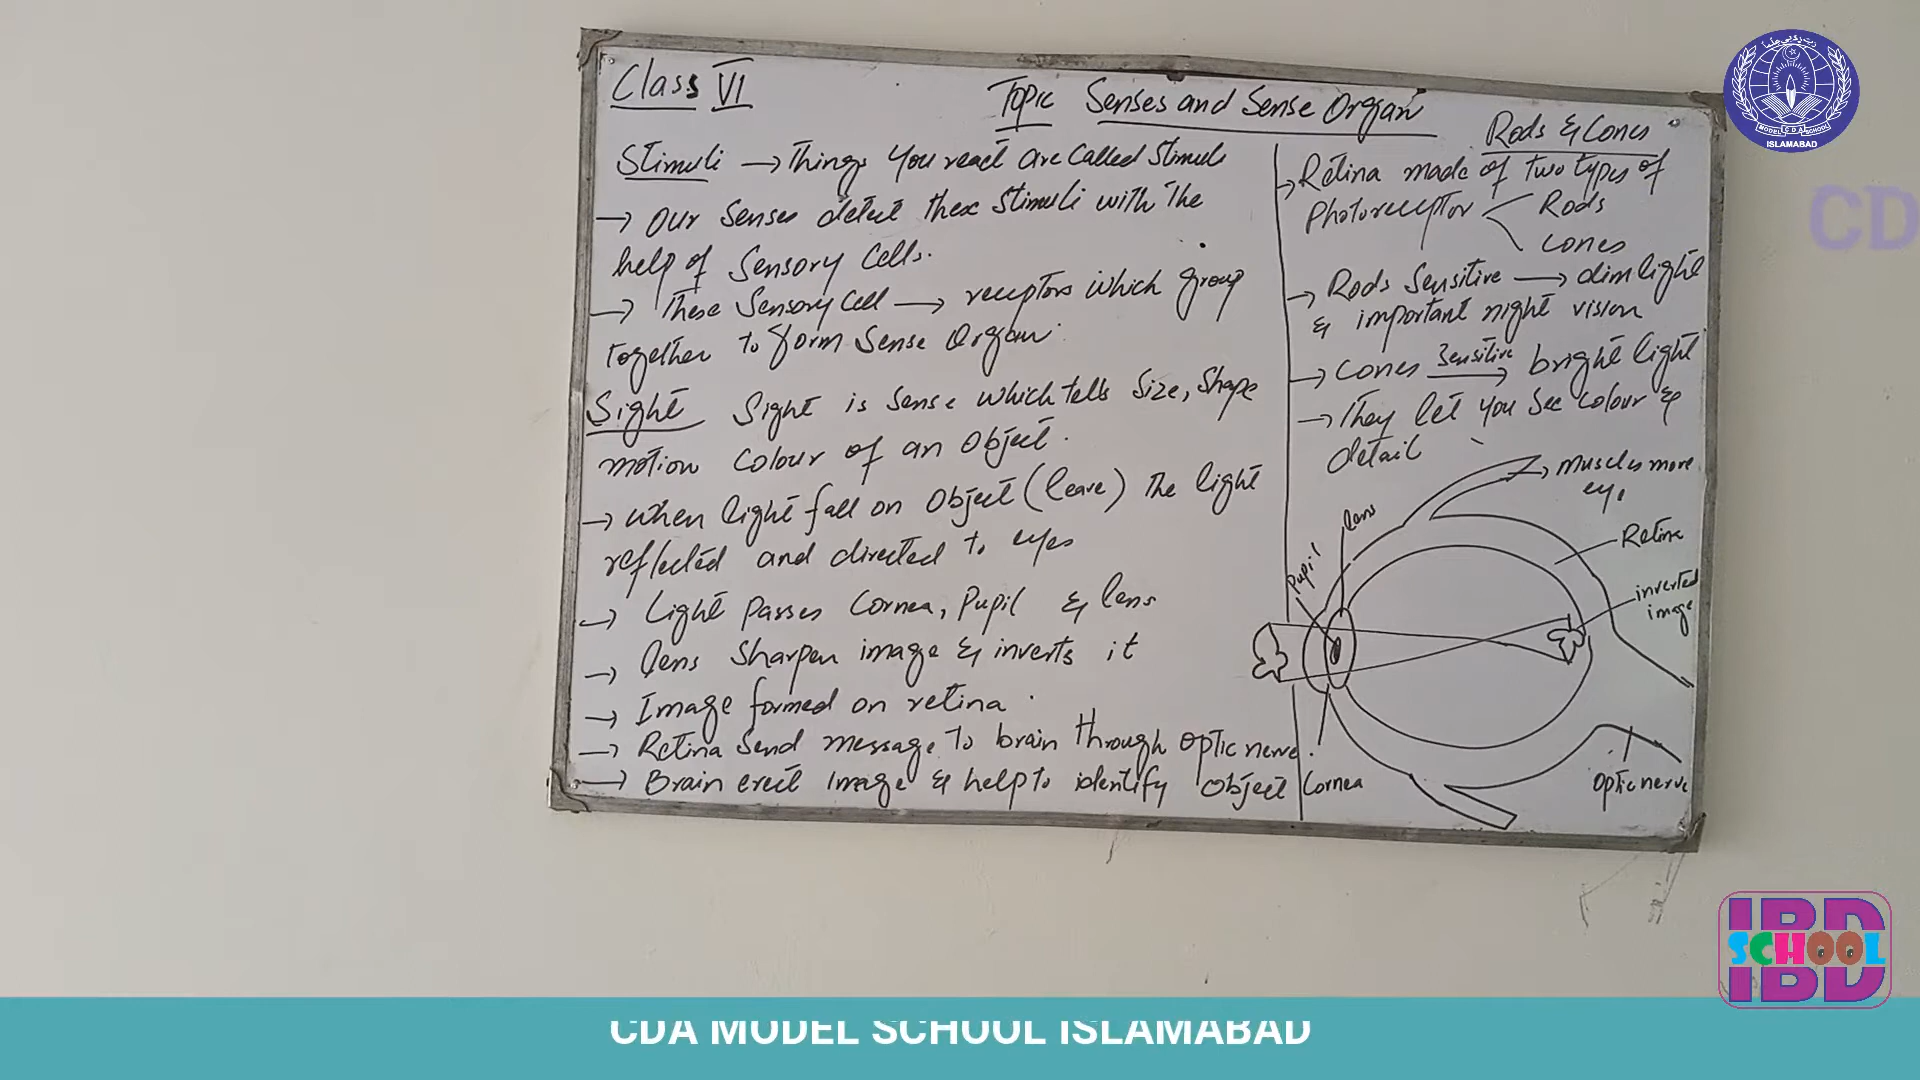 Class VI
Topic Senses and Sense Organ
Stimuli → Things You react are Called Stimuli
→ Our Senses detect these Stimuli with the
help of Sensory Cells.
→ These Sensory Cell → receptors which group
together to form Sense Organ.
Sight Sight is sense which tells Size, Shape
motion Colour of an Object.
→ When light fall on Object (leave) The light
reflected and directed to eyes
→ Light passes Cornea, Pupil & lens
→ lens Sharpen image & inverts it
→ Image formed on retina.
→ Retina Send message to brain Through Optic nerve.
→ Brain erect image & help to identify Object
Rods & Cones
→ Retina made of two types of
Photoreceptor Rods
Cones
→ Rods Sensitive → dim light
& important night vision
→ Cones Sensitive → bright light
→ They let you See Colour &
detail
→ Muscles move
eye
lens
Pupil
Retina
inverted
image
Cornea
Optic nerve
MODEL CDA SCHOOL
ISLAMABAD
CD
IBD
SCHOOL
IBD
CDA MODEL SCHOOL ISLAMABAD